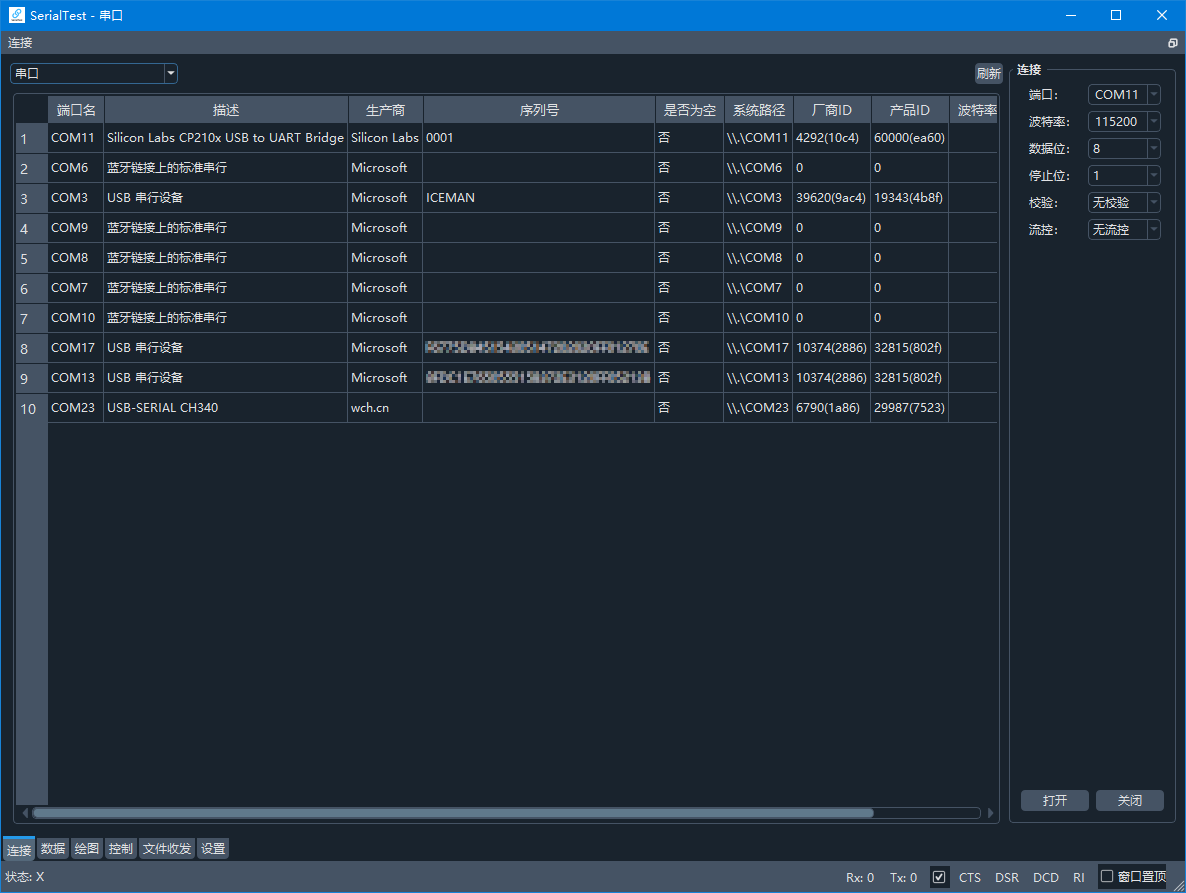 SerialTest - 串口
连接
串口
刷新
端口名 描述 生产商 序列号 是否为空 系统路径 厂商ID 产品ID 波特率
1 COM11 Silicon Labs CP210x USB to UART Bridge Silicon Labs 0001 否 \\.\COM11 4292(10c4) 60000(ea60)
2 COM6 蓝牙链接上的标准串行 Microsoft 否 \\.\COM6 0 0
3 COM3 USB 串行设备 Microsoft ICEMAN 否 \\.\COM3 39620(9ac4) 19343(4b8f)
4 COM9 蓝牙链接上的标准串行 Microsoft 否 \\.\COM9 0 0
5 COM8 蓝牙链接上的标准串行 Microsoft 否 \\.\COM8 0 0
6 COM7 蓝牙链接上的标准串行 Microsoft 否 \\.\COM7 0 0
7 COM10 蓝牙链接上的标准串行 Microsoft 否 \\.\COM10 0 0
8 COM17 USB 串行设备 Microsoft 否 \\.\COM17 10374(2886) 32815(802f)
9 COM13 USB 串行设备 Microsoft 否 \\.\COM13 10374(2886) 32815(802f)
10 COM23 USB-SERIAL CH340 wch.cn 否 \\.\COM23 6790(1a86) 29987(7523)
连接
端口: COM11
波特率: 115200
数据位: 8
停止位: 1
校验: 无校验
流控: 无流控
打开 关闭
连接 数据 绘图 控制 文件收发 设置
状态: X Rx: 0 Tx: 0 CTS DSR DCD RI 窗口置顶